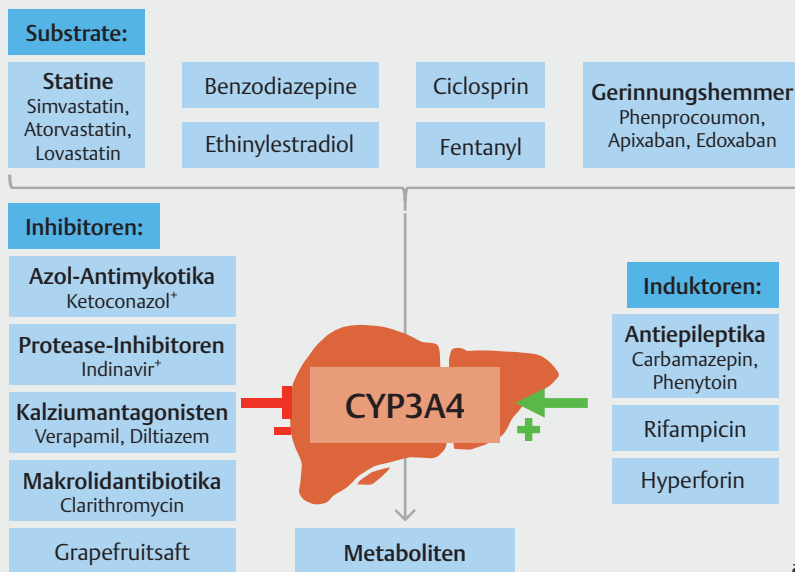 Substrate:
Statine
Simvastatin,
Atorvastatin,
Lovastatin
Benzodiazepine
Ethinylestradiol
Ciclosprin
Fentanyl
Gerinnungshemmer
Phenprocoumon,
Apixaban, Edoxaban
Inhibitoren:
Azol-Antimykotika
Ketoconazol⁺
Protease-Inhibitoren
Indinavir⁺
Kalziumantagonisten
Verapamil, Diltiazem
Makrolidantibiotika
Clarithromycin
Grapefruitsaft
CYP3A4
Induktoren:
Antiepileptika
Carbamazepin,
Phenytoin
Rifampicin
Hyperforin
Metaboliten
a